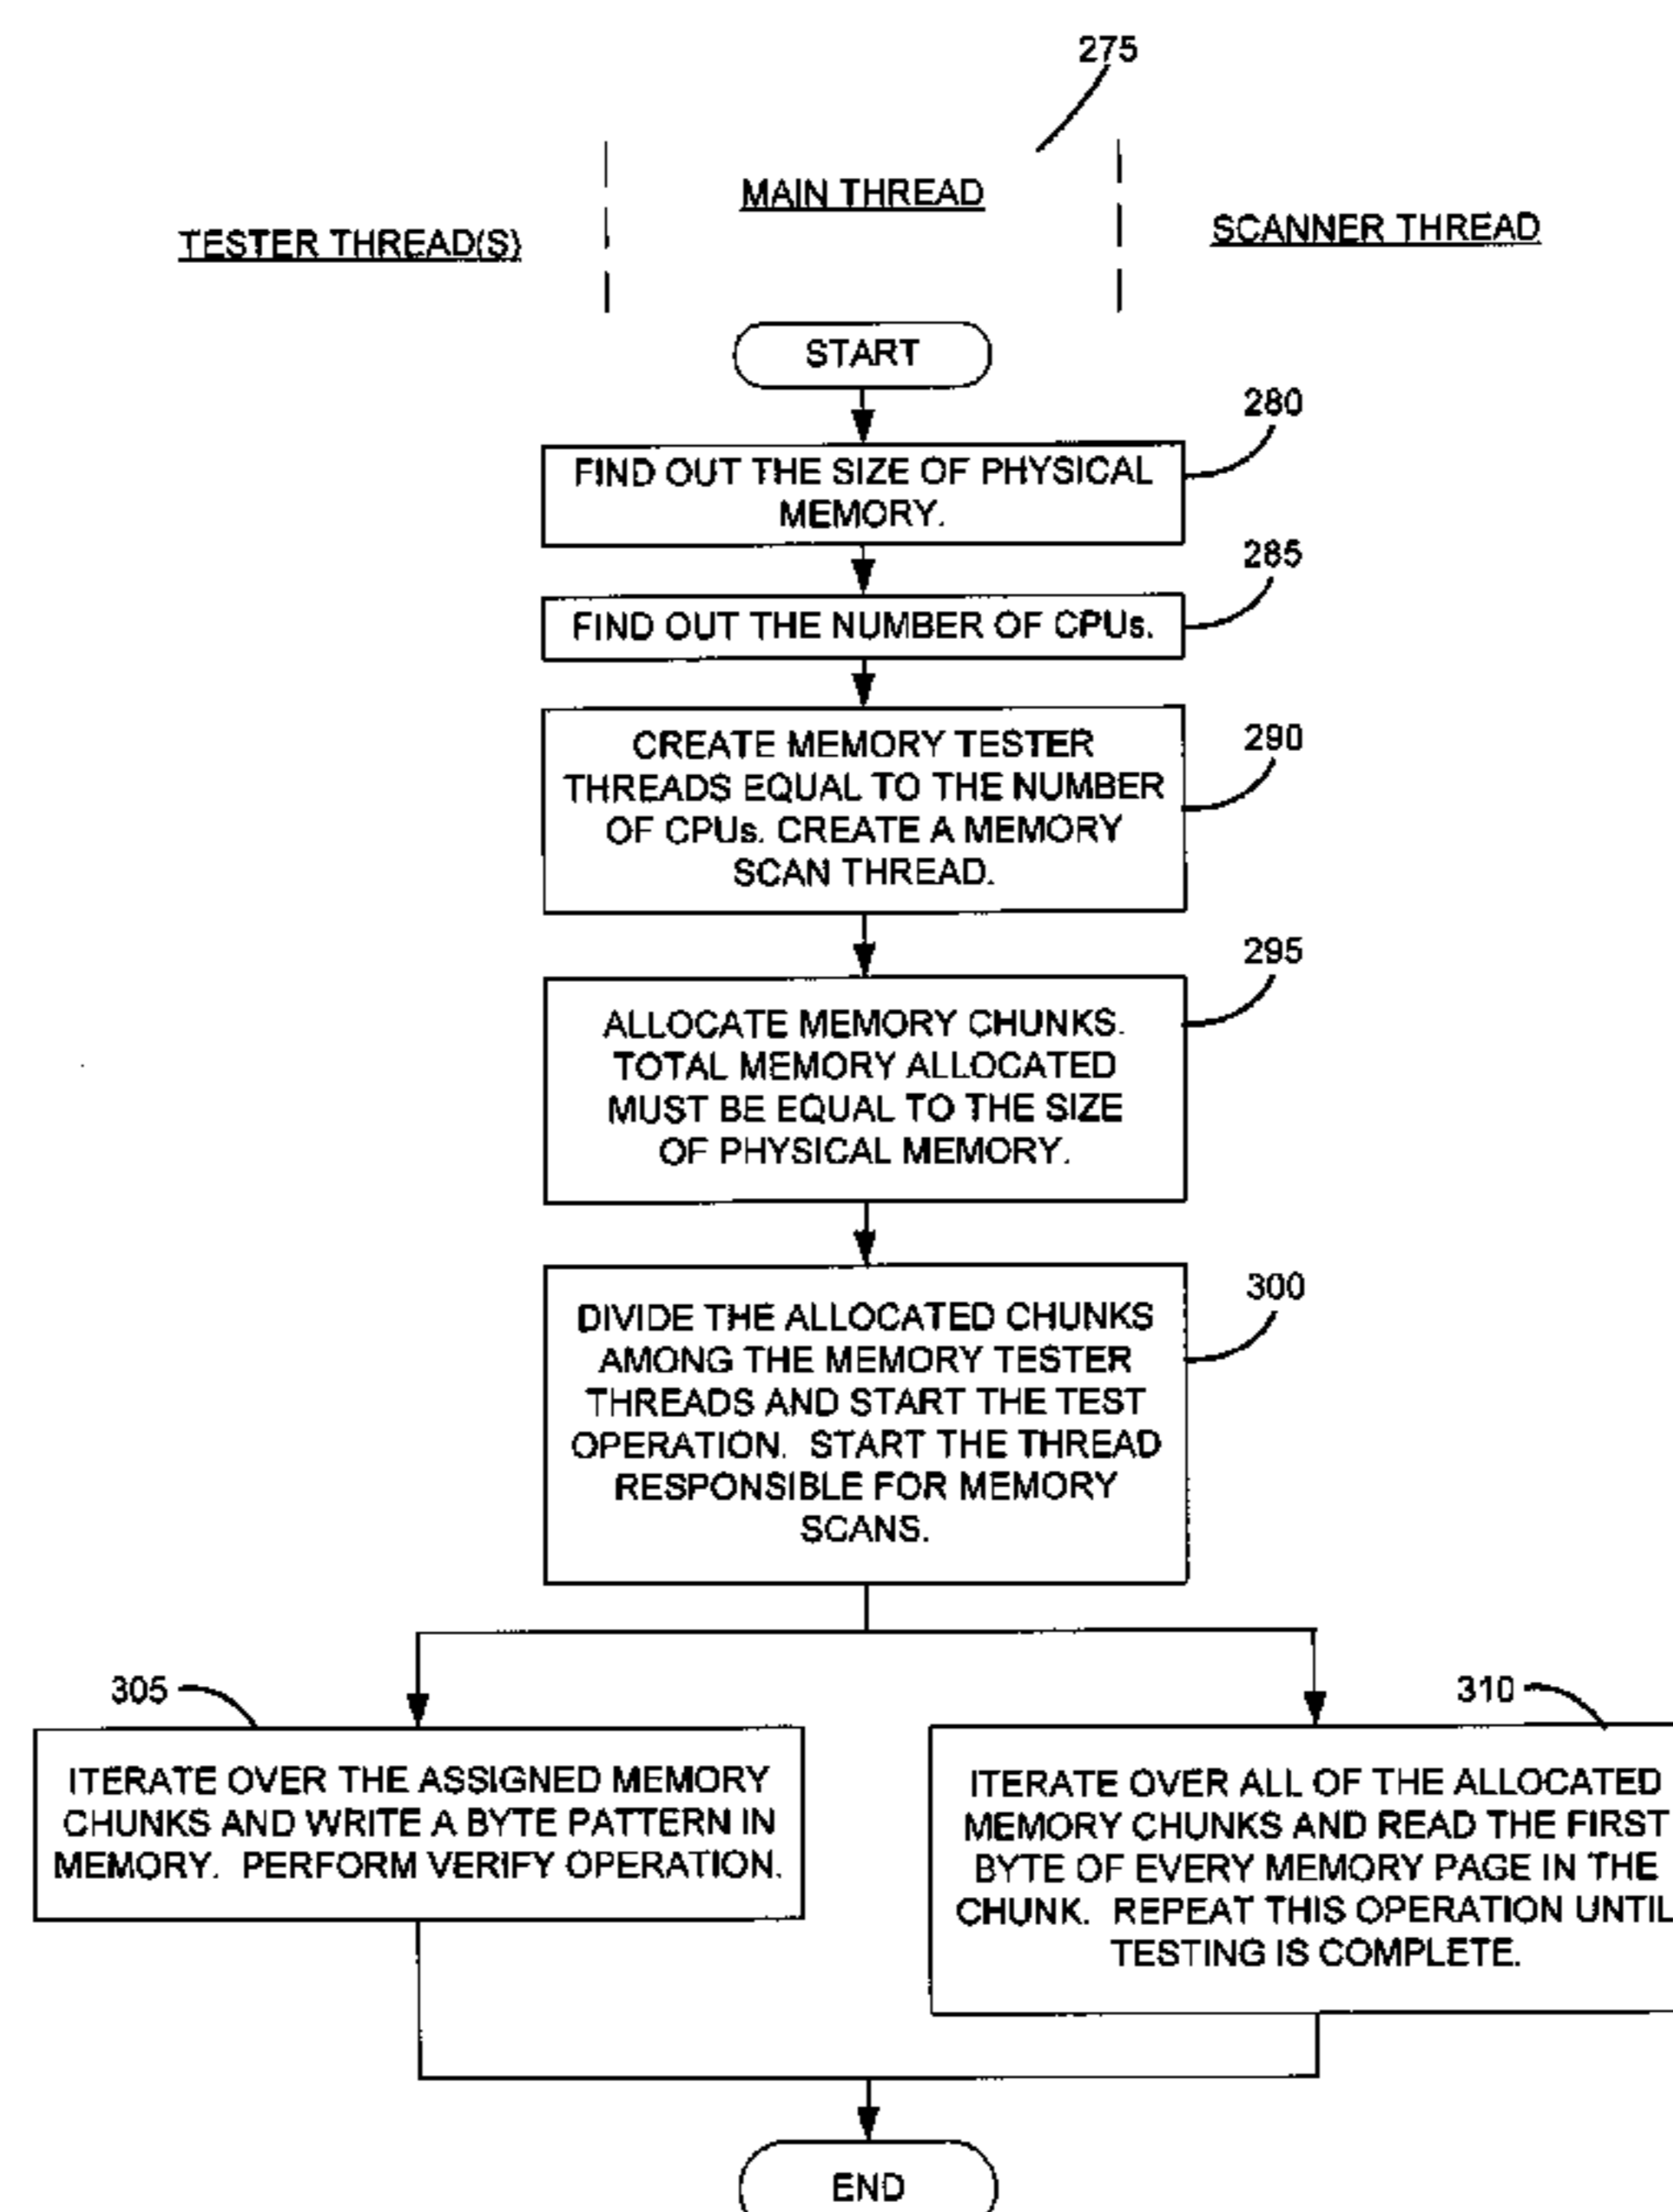 275
MAIN THREAD
TESTER THREAD(S)
SCANNER THREAD
START
280
FIND OUT THE SIZE OF PHYSICAL
MEMORY.
285
FIND OUT THE NUMBER OF CPUs.
290
CREATE MEMORY TESTER
THREADS EQUAL TO THE NUMBER
OF CPUs. CREATE A MEMORY
SCAN THREAD.
295
ALLOCATE MEMORY CHUNKS.
TOTAL MEMORY ALLOCATED
MUST BE EQUAL TO THE SIZE
OF PHYSICAL MEMORY.
300
DIVIDE THE ALLOCATED CHUNKS
AMONG THE MEMORY TESTER
THREADS AND START THE TEST
OPERATION. START THE THREAD
RESPONSIBLE FOR MEMORY
SCANS.
305
ITERATE OVER THE ASSIGNED MEMORY
CHUNKS AND WRITE A BYTE PATTERN IN
MEMORY. PERFORM VERIFY OPERATION.
310
ITERATE OVER ALL OF THE ALLOCATED
MEMORY CHUNKS AND READ THE FIRST
BYTE OF EVERY MEMORY PAGE IN THE
CHUNK. REPEAT THIS OPERATION UNTIL
TESTING IS COMPLETE.
END